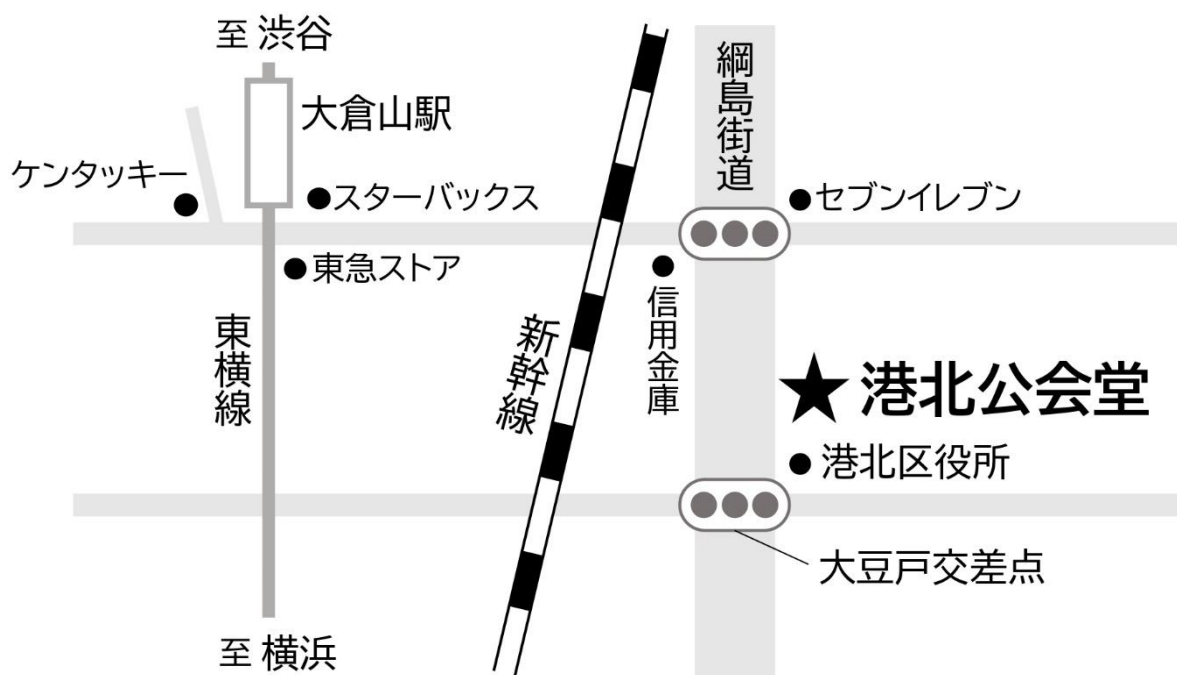 至 渋谷
大倉山駅
綱島街道
ケンタッキー
スターバックス
セブンイレブン
東急ストア
信用金庫
東横線
新幹線
港北公会堂
港北区役所
大豆戸交差点
至 横浜